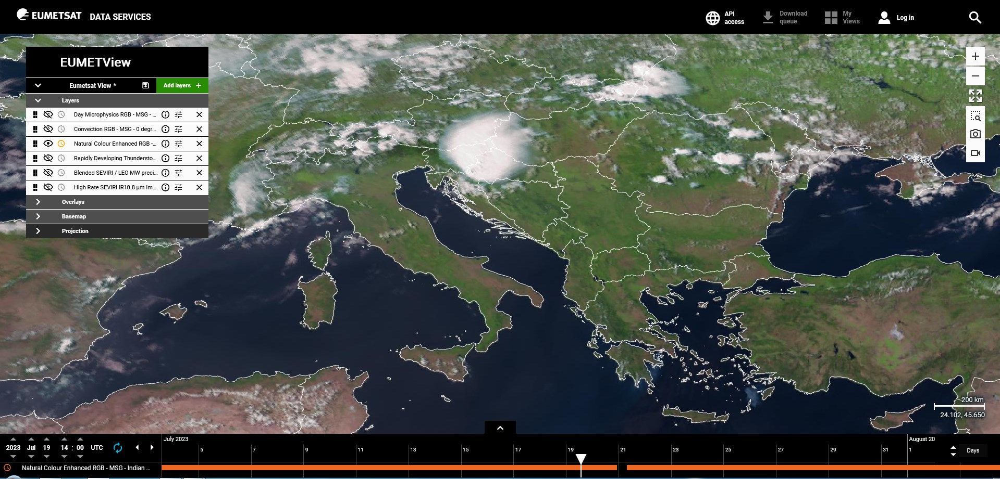 EUMETSAT DATA SERVICES
API access
Download queue
My Views
Log in
EUMETView
Eumetsat View *
Add layers +
Layers
Day Microphysics RGB - MSG - ...
Convection RGB - MSG - 0 degr...
Natural Colour Enhanced RGB -...
Rapidly Developing Thundersto...
Blended SEVIRI / LEO MW preci...
High Rate SEVIRI IR10.8 µm Im...
Overlays
Basemap
Projection
200 km
24.102, 45.650
2023 Jul 19 14 : 00 UTC
July 2023
August 20
5 7 9 11 13 15 17 19 21 23 25 27 29 31 1
Days
Natural Colour Enhanced RGB - MSG - Indian ...